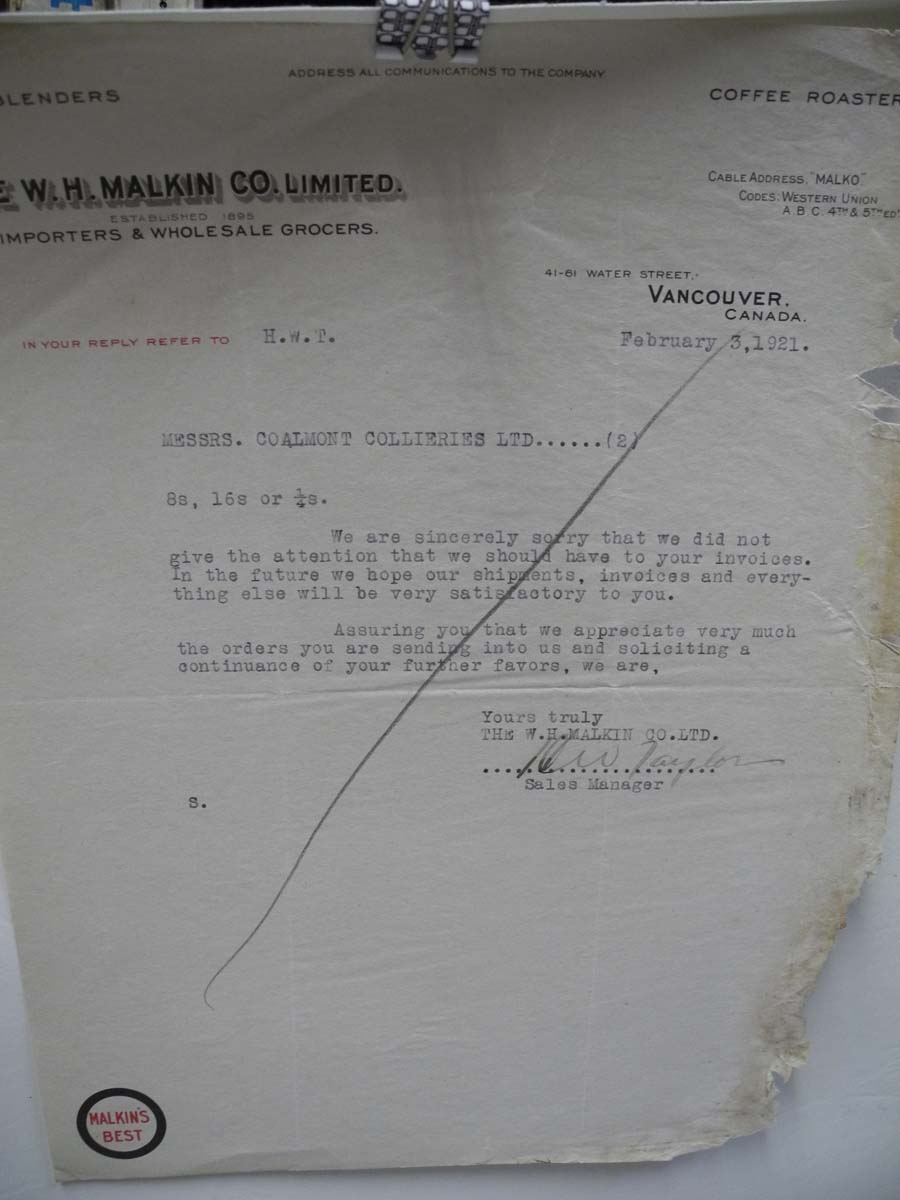 ADDRESS ALL COMMUNICATIONS TO THE COMPANY
BLENDERS
COFFEE ROASTER
E W. H. MALKIN CO. LIMITED.
ESTABLISHED 1895
IMPORTERS & WHOLESALE GROCERS.
CABLE ADDRESS, "MALKO"
CODES: WESTERN UNION
A.B.C. 4TH & 5TH ED
41-61 WATER STREET.
VANCOUVER,
CANADA.
IN YOUR REPLY REFER TO H.W.T.
February 3,1921.
MESSRS. COALMONT COLLIERIES LTD......(2)
8s, 16s or ¼s.
We are sincerely sorry that we did not
give the attention that we should have to your invoices.
In the future we hope our shipments, invoices and every-
thing else will be very satisfactory to you.
Assuring you that we appreciate very much
the orders you are sending into us and soliciting a
continuance of your further favors, we are,
Yours truly
THE W.H.MALKIN CO.LTD.
H W Taylor
Sales Manager
S.
MALKIN'S
BEST